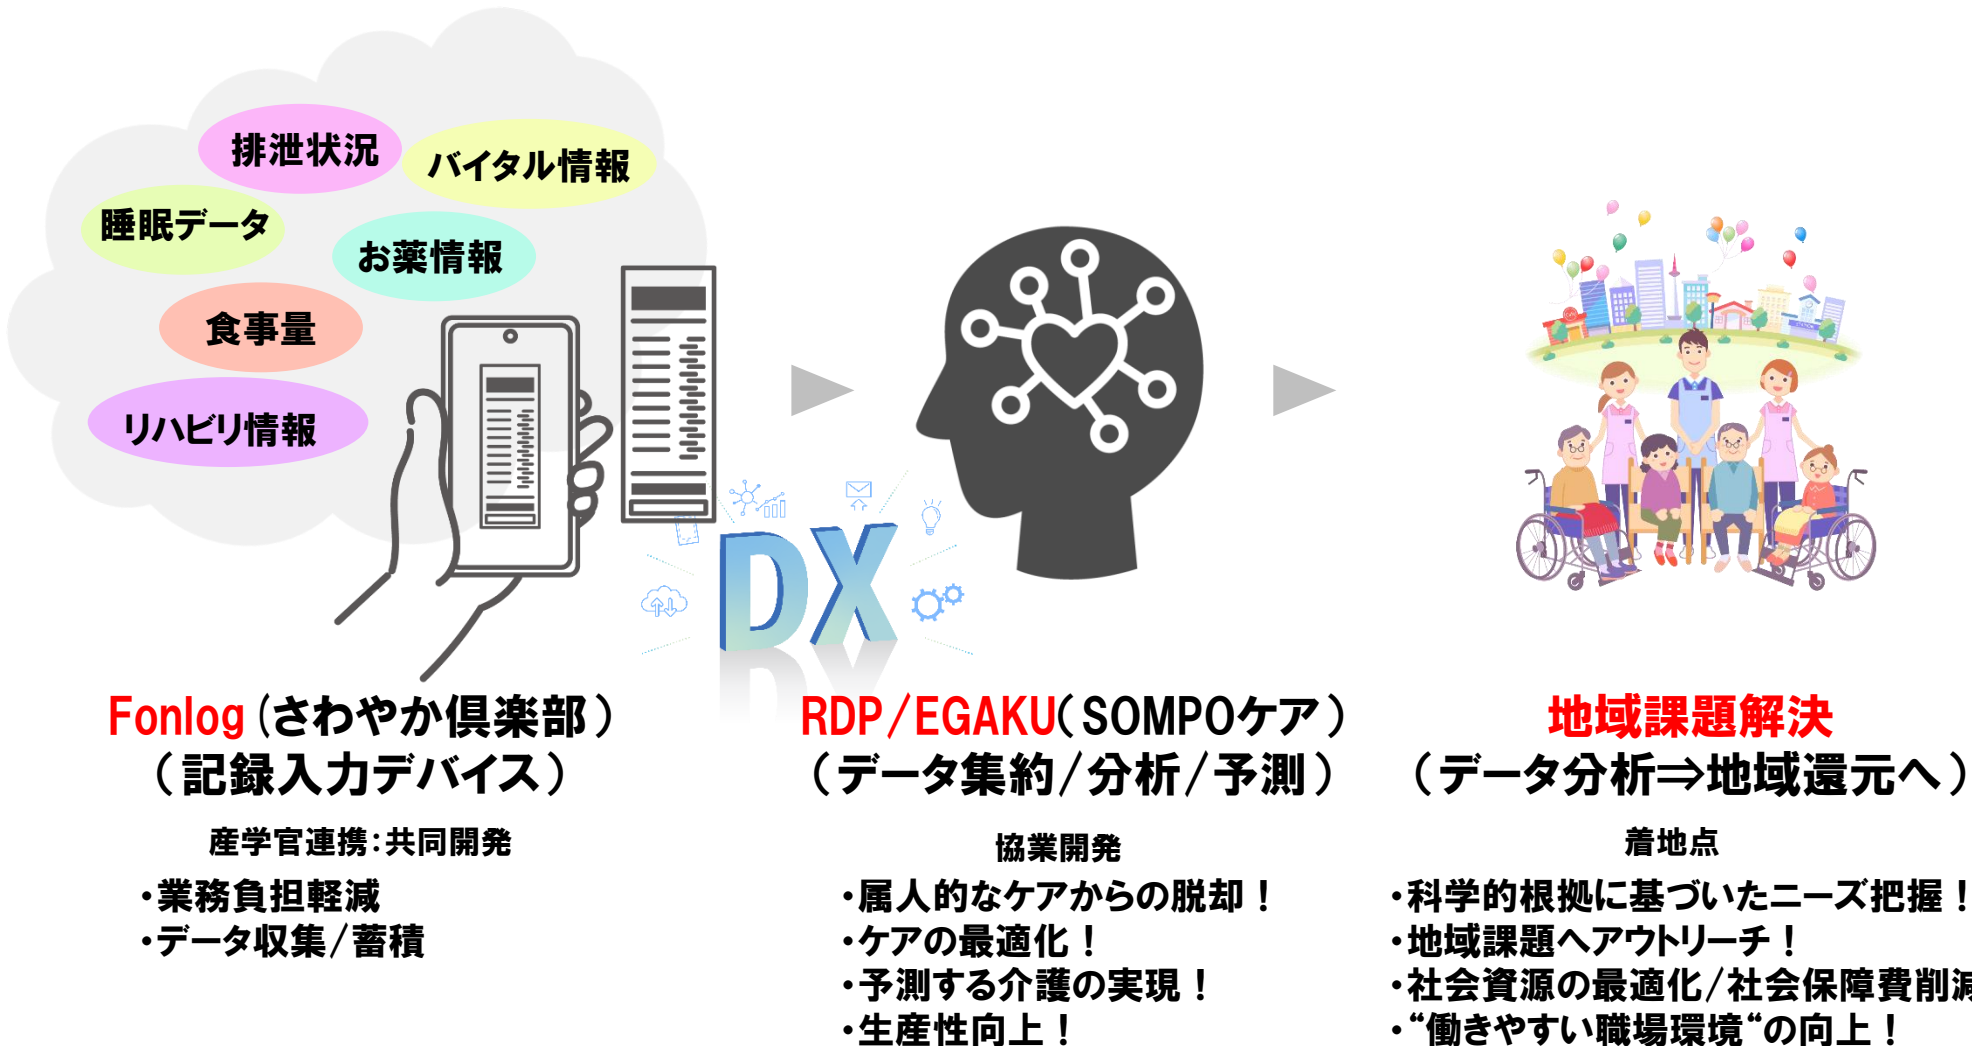 排泄状況
バイタル情報
睡眠データ
お薬情報
食事量
リハビリ情報
DX
Fonlog(さわやか倶楽部)
(記録入力デバイス)
産学官連携:共同開発
・業務負担軽減
・データ収集/蓄積
RDP/EGAKU(SOMPOケア)
(データ集約/分析/予測)
協業開発
・属人的なケアからの脱却!
・ケアの最適化!
・予測する介護の実現!
・生産性向上!
地域課題解決
(データ分析⇒地域還元へ)
着地点
・科学的根拠に基づいたニーズ把握!
・地域課題へアウトリーチ!
・社会資源の最適化/社会保障費削減
・“働きやすい職場環境“の向上!